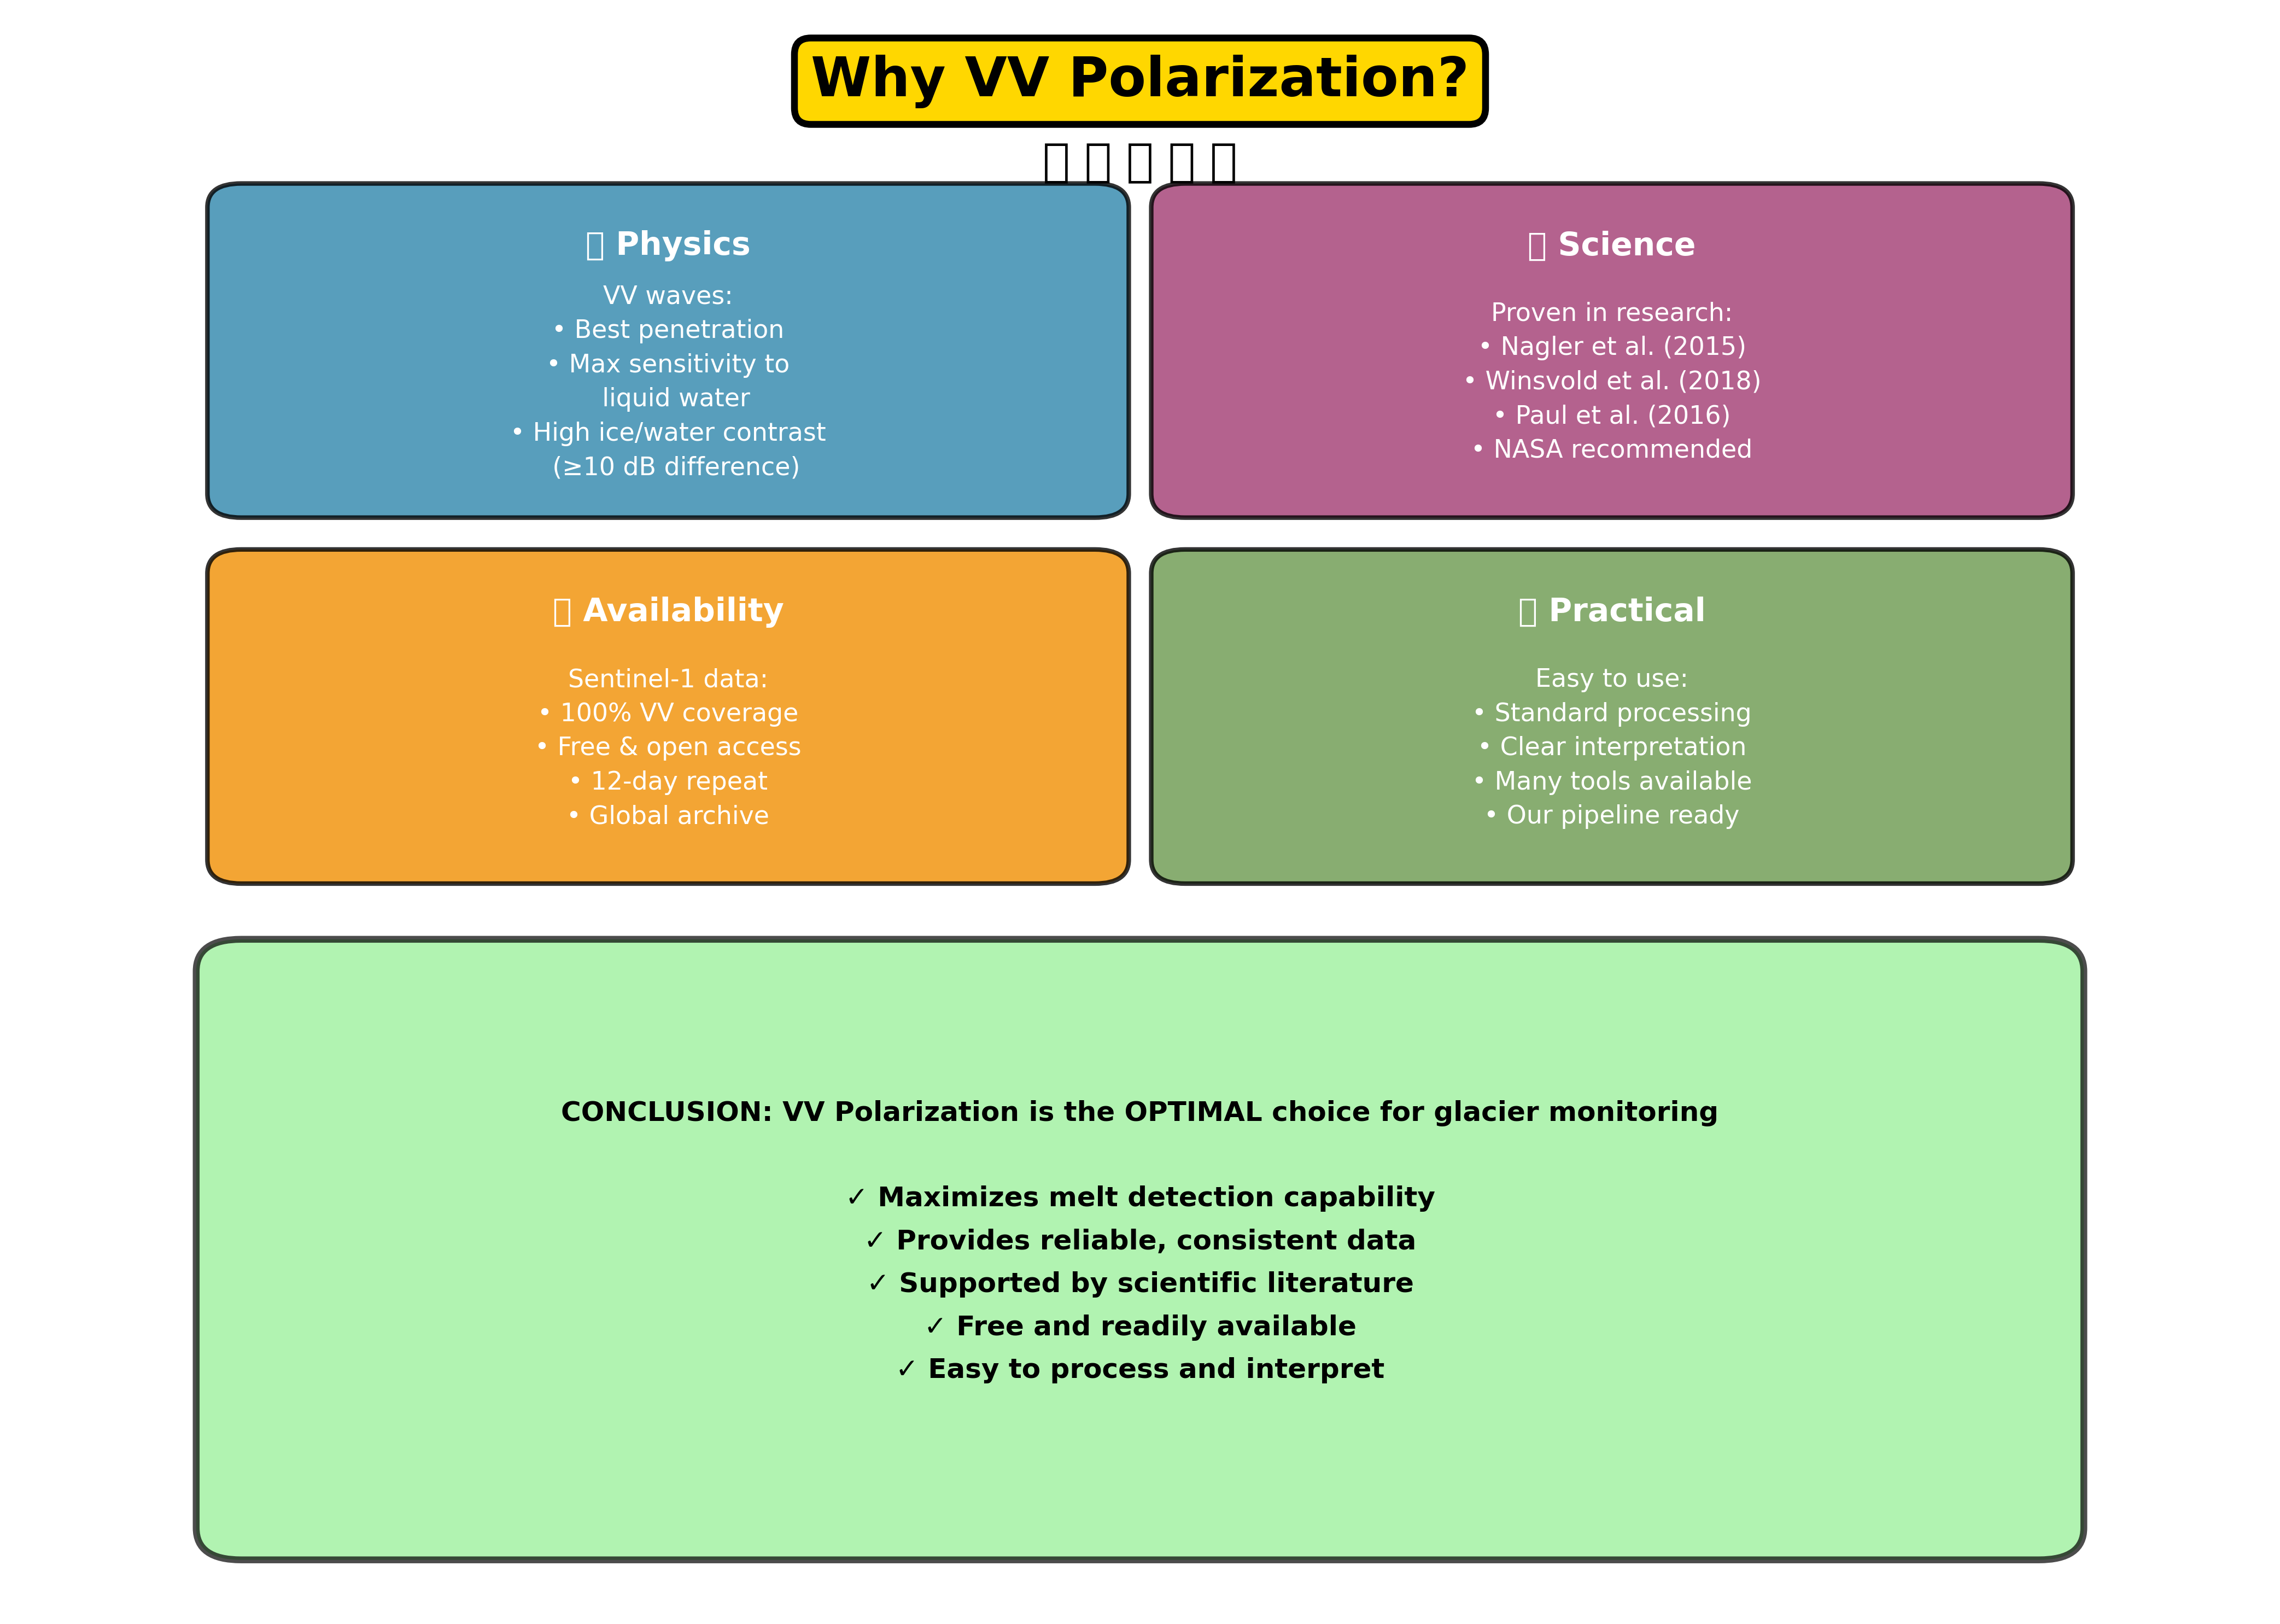 Why VV Polarization?
Physics
VV waves:
• Best penetration
• Max sensitivity to
liquid water
• High ice/water contrast
(≥10 dB difference)
Science
Proven in research:
• Nagler et al. (2015)
• Winsvold et al. (2018)
• Paul et al. (2016)
• NASA recommended
Availability
Sentinel-1 data:
• 100% VV coverage
• Free & open access
• 12-day repeat
• Global archive
Practical
Easy to use:
• Standard processing
• Clear interpretation
• Many tools available
• Our pipeline ready
CONCLUSION: VV Polarization is the OPTIMAL choice for glacier monitoring
✓ Maximizes melt detection capability
✓ Provides reliable, consistent data
✓ Supported by scientific literature
✓ Free and readily available
✓ Easy to process and interpret